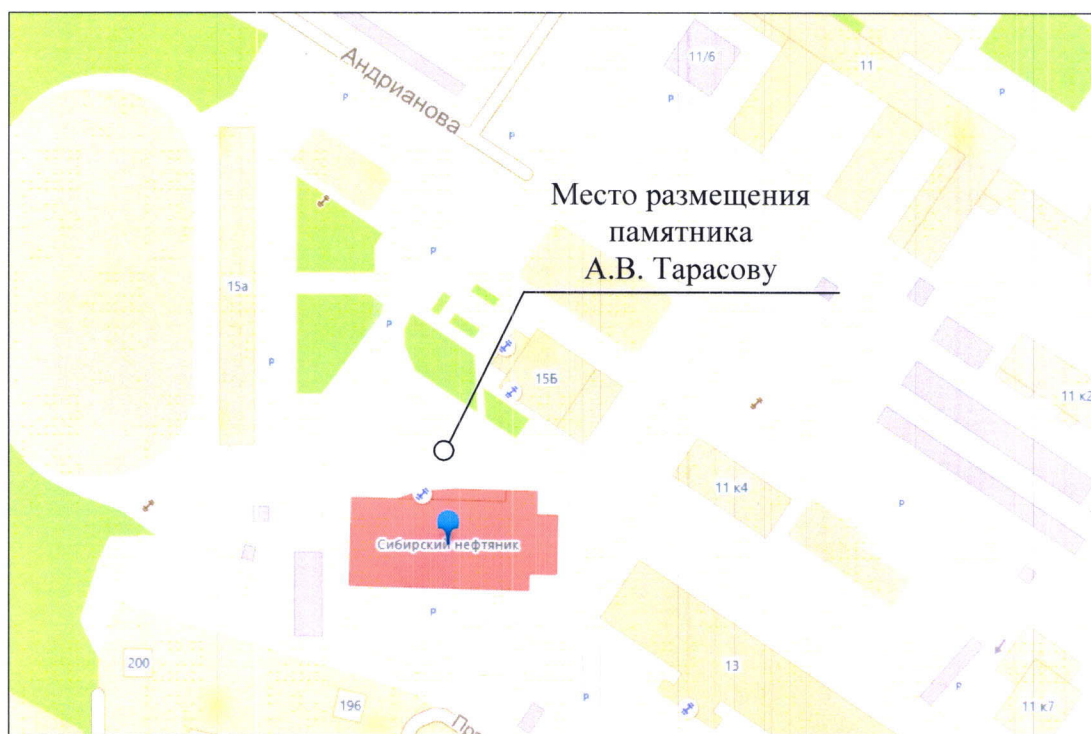 Андрианова
11/6
11
Место размещения
памятника
А.В. Тарасову
15а
15Б
11 к2
11 к4
Сибирский нефтяник
200
196
13
11 к7
P
P
P
P
P
P
P
P
P
P
P